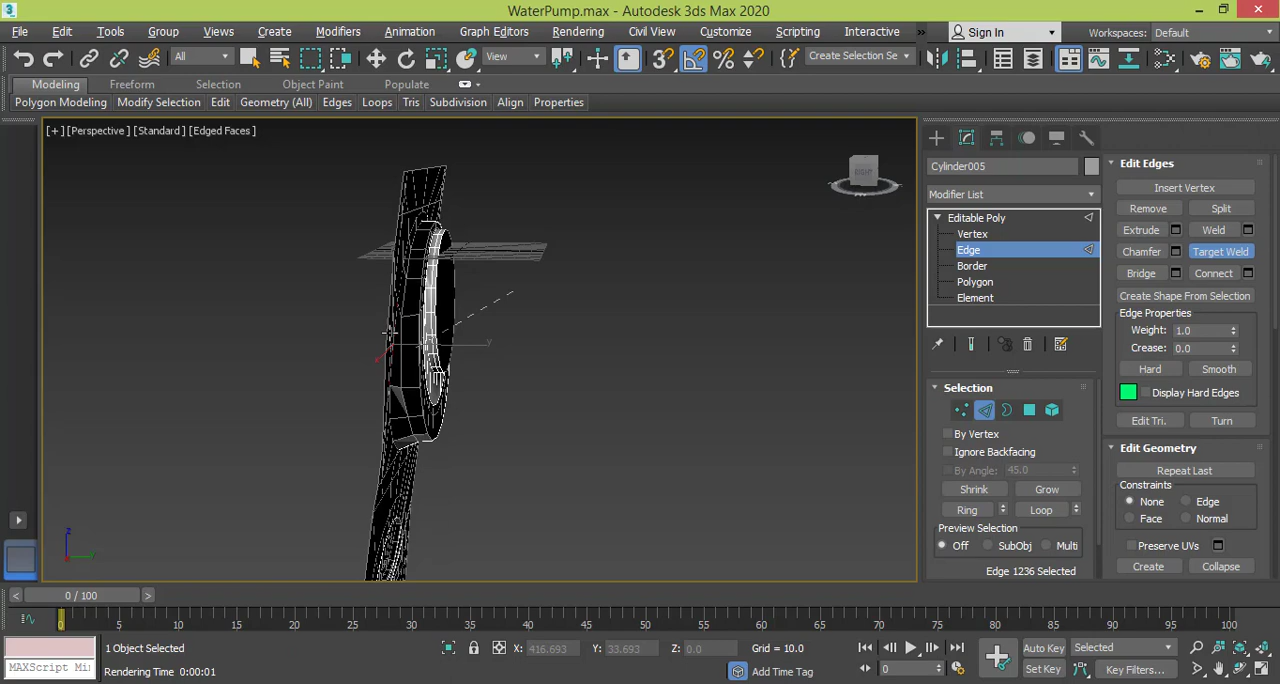 WaterPump.max - Autodesk 3ds Max 2020
File Edit Tools Group Views Create Modifiers Animation Graph Editors Rendering Civil View Customize Scripting Interactive Sign In Workspaces: Default
All View Create Selection Se
Modeling Freeform Selection Object Paint Populate
Polygon Modeling Modify Selection Edit Geometry (All) Edges Loops Tris Subdivision Align Properties
[+] [Perspective] [Standard] [Edged Faces]
RIGHT
Cylinder005
Modifier List
Editable Poly
Vertex
Edge
Border
Polygon
Element
Selection
By Vertex
Ignore Backfacing
By Angle: 45.0
Shrink Grow
Ring Loop
Preview Selection
Off SubObj Multi
Edge 1236 Selected
Edit Edges
Insert Vertex
Remove Split
Extrude Weld
Chamfer Target Weld
Bridge Connect
Create Shape From Selection
Edge Properties
Weight: 1.0
Crease: 0.0
Hard Smooth
Display Hard Edges
Edit Tri. Turn
Edit Geometry
Repeat Last
Constraints
None Edge
Face Normal
Preserve UVs
Create Collapse
y
z
< 0 / 100 >
0 5 10 15 20 25 30 35 40 45 50 55 60 65 70 75 80 85 90 95 100
1 Object Selected X: 416.693 Y: 33.693 Z: 0.0 Grid = 10.0 Auto Key Selected
MAXScript Mi Rendering Time 0:00:01 Add Time Tag 0 Set Key Key Filters...